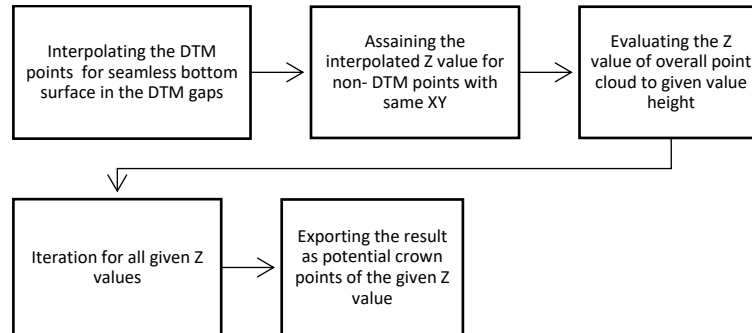 Interpolating the DTM
points  for seamless bottom
surface in the DTM gaps
Assaining the
interpolated Z value for
non- DTM points with
same XY
Evaluating the Z
value of overall point
cloud to given value
height
Iteration for all given Z
values
Exporting the result
as potential crown
points of the given Z
value